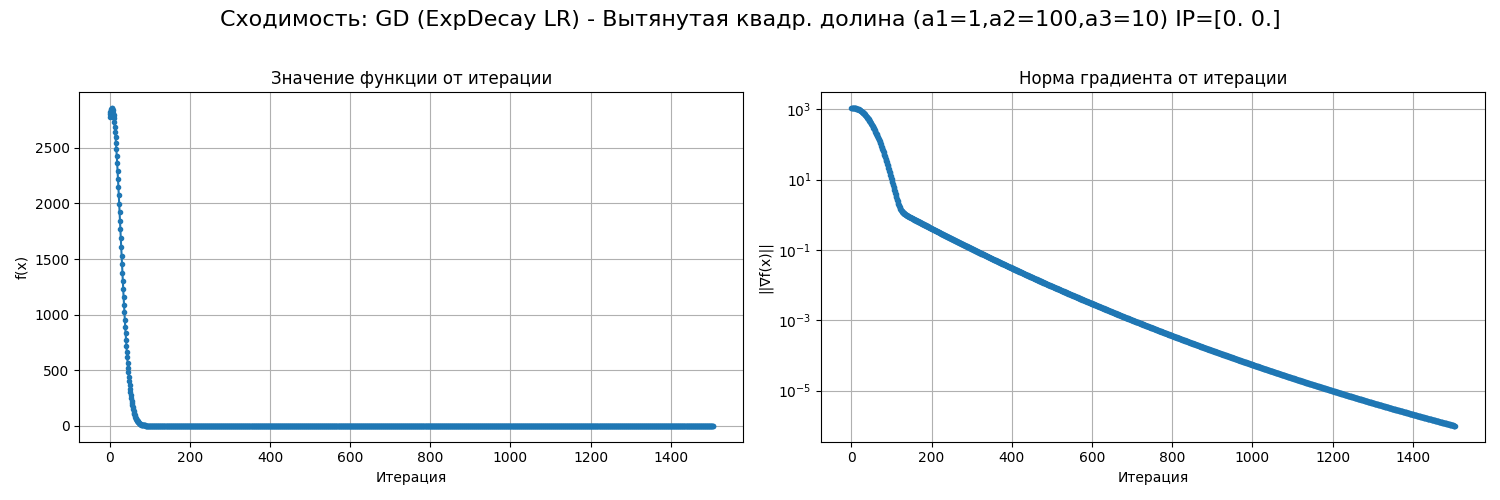 Сходимость: GD (ExpDecay LR) - Вытянутая квадр. долина (a1=1,a2=100,a3=10) IP=[0. 0.]
Значение функции от итерации
f(x)
2500
2000
1500
1000
500
0
0 200 400 600 800 1000 1200 1400
Итерация
Норма градиента от итерации
||∇f(x)||
10³
10¹
10⁻¹
10⁻³
10⁻⁵
0 200 400 600 800 1000 1200 1400
Итерация